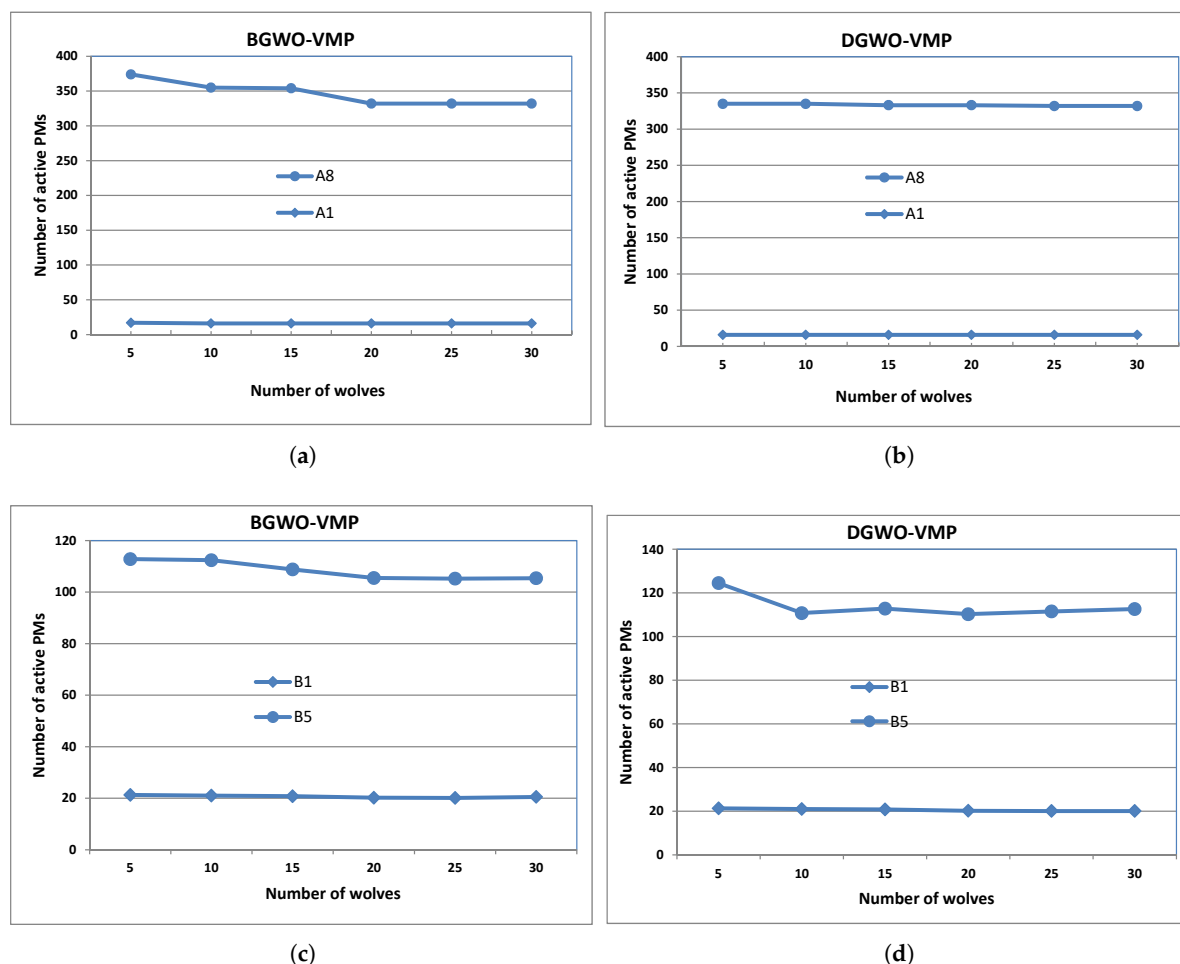 BGWO-VMP
400
350
300
250
200
150
100
50
0
Number of active PMs
A8
A1
5 10 15 20 25 30
Number of wolves
(a)
DGWO-VMP
400
350
300
250
200
150
100
50
0
Number of active PMs
A8
A1
5 10 15 20 25 30
Number of wolves
(b)
BGWO-VMP
120
100
80
60
40
20
0
Number of active PMs
B1
B5
5 10 15 20 25 30
Number of wolves
(c)
DGWO-VMP
140
120
100
80
60
40
20
0
Number of active PMs
B1
B5
5 10 15 20 25 30
Number of wolves
(d)